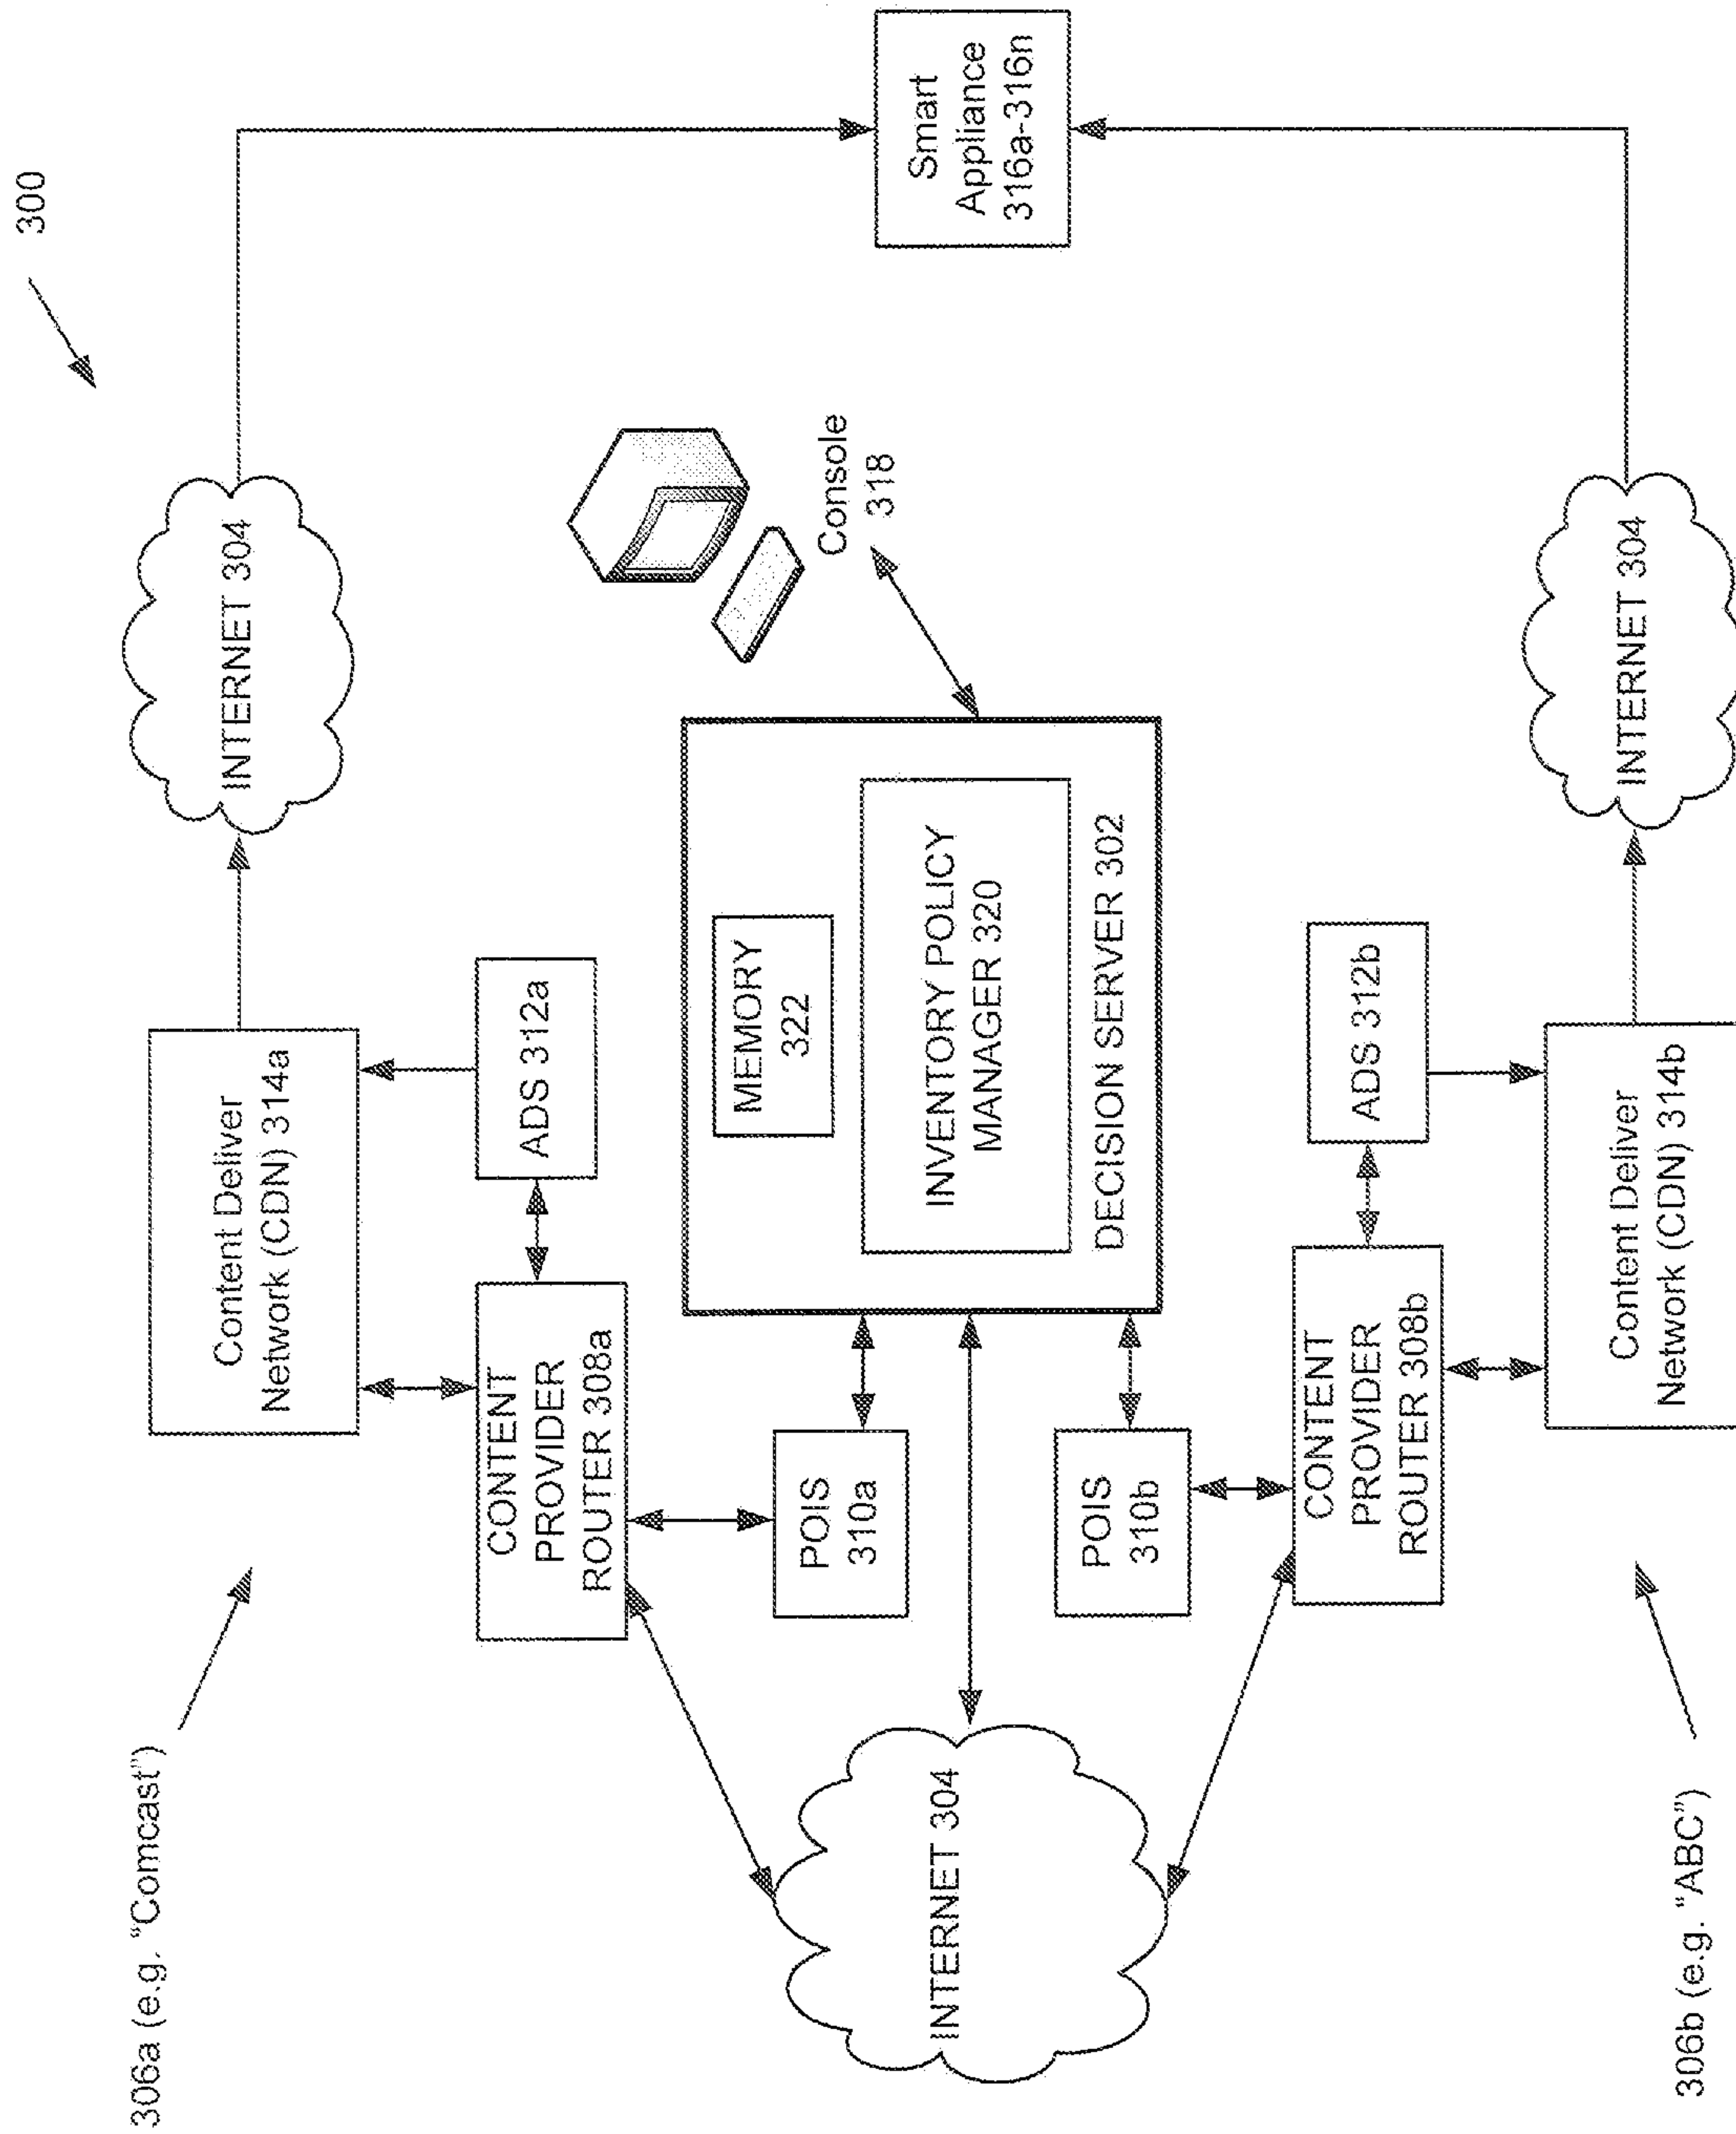 300
306a (e.g. "Comcast")
Content Deliver
Network (CDN) 314a
INTERNET 304
ADS 312a
CONTENT
PROVIDER
ROUTER 308a
Console
318
POIS
310a
MEMORY
322
INVENTORY POLICY
MANAGER 320
DECISION SERVER 302
INTERNET 304
Smart
Appliance
316a-316n
POIS
310b
CONTENT
PROVIDER
ROUTER 308b
ADS 312b
Content Deliver
Network (CDN) 314b
INTERNET 304
306b (e.g. "ABC")